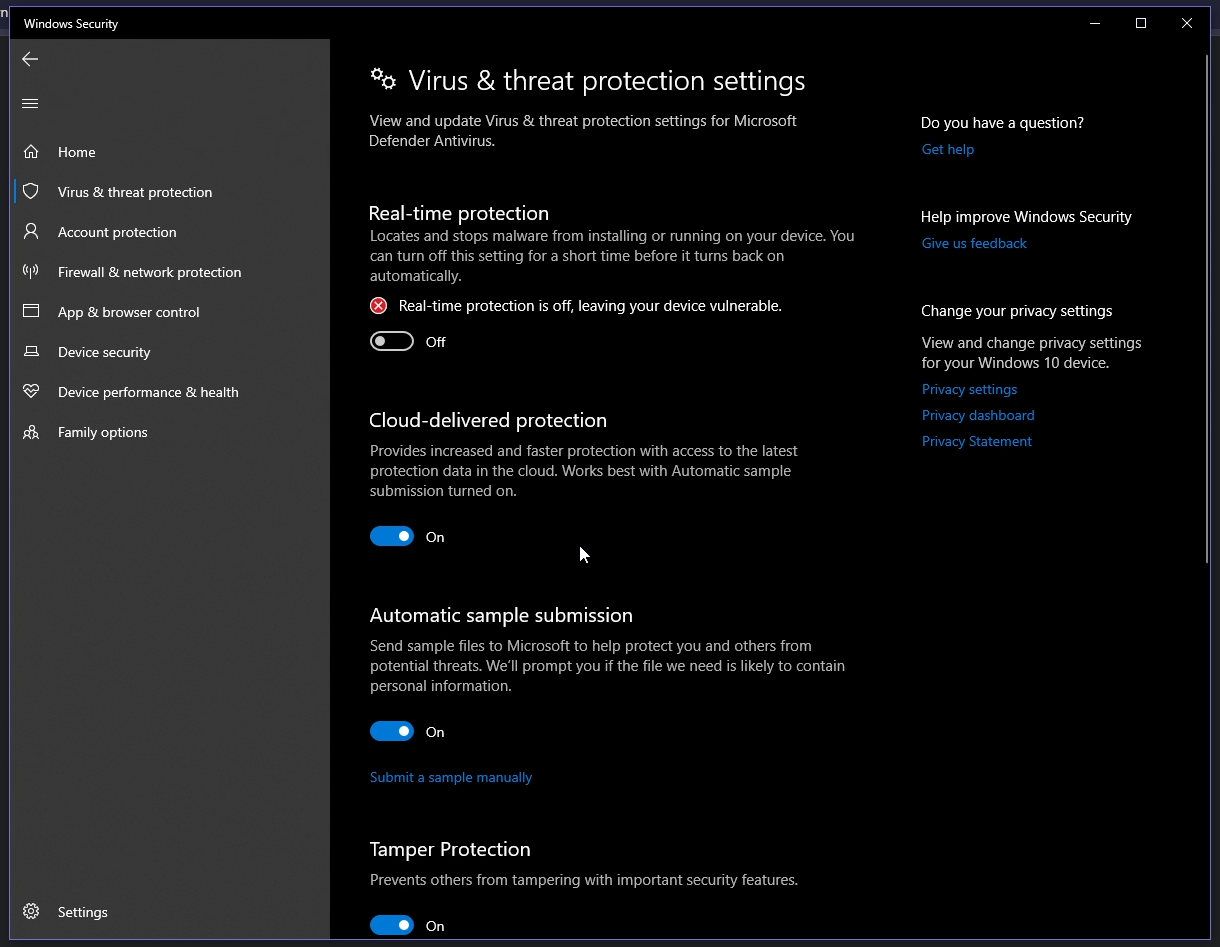 Windows Security
Home
Virus & threat protection
Account protection
Firewall & network protection
App & browser control
Device security
Device performance & health
Family options
Settings
Virus & threat protection settings
View and update Virus & threat protection settings for Microsoft
Defender Antivirus.
Real-time protection
Locates and stops malware from installing or running on your device. You
can turn off this setting for a short time before it turns back on
automatically.
Real-time protection is off, leaving your device vulnerable.
Off
Cloud-delivered protection
Provides increased and faster protection with access to the latest
protection data in the cloud. Works best with Automatic sample
submission turned on.
On
Automatic sample submission
Send sample files to Microsoft to help protect you and others from
potential threats. We'll prompt you if the file we need is likely to contain
personal information.
On
Submit a sample manually
Tamper Protection
Prevents others from tampering with important security features.
On
Do you have a question?
Get help
Help improve Windows Security
Give us feedback
Change your privacy settings
View and change privacy settings
for your Windows 10 device.
Privacy settings
Privacy dashboard
Privacy Statement